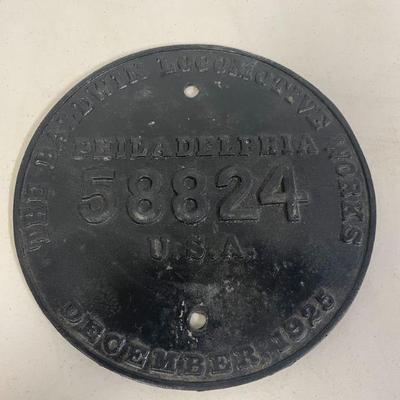 THE BALDWIN LOCOMOTIVE WORKS
PHILADELPHIA
58824
U.S.A.
DECEMBER, 1925